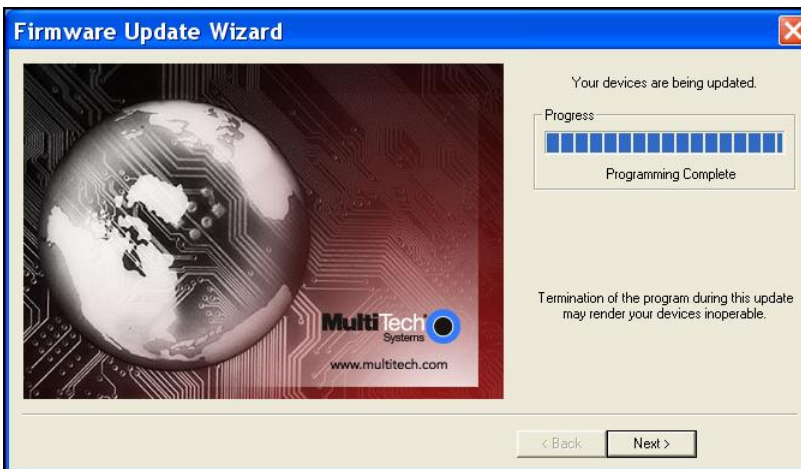 Firmware Update Wizard
Your devices are being updated.
Progress
Programming Complete
Termination of the program during this update
may render your devices inoperable.
MultiTech
Systems
www.multitech.com
< Back
Next >